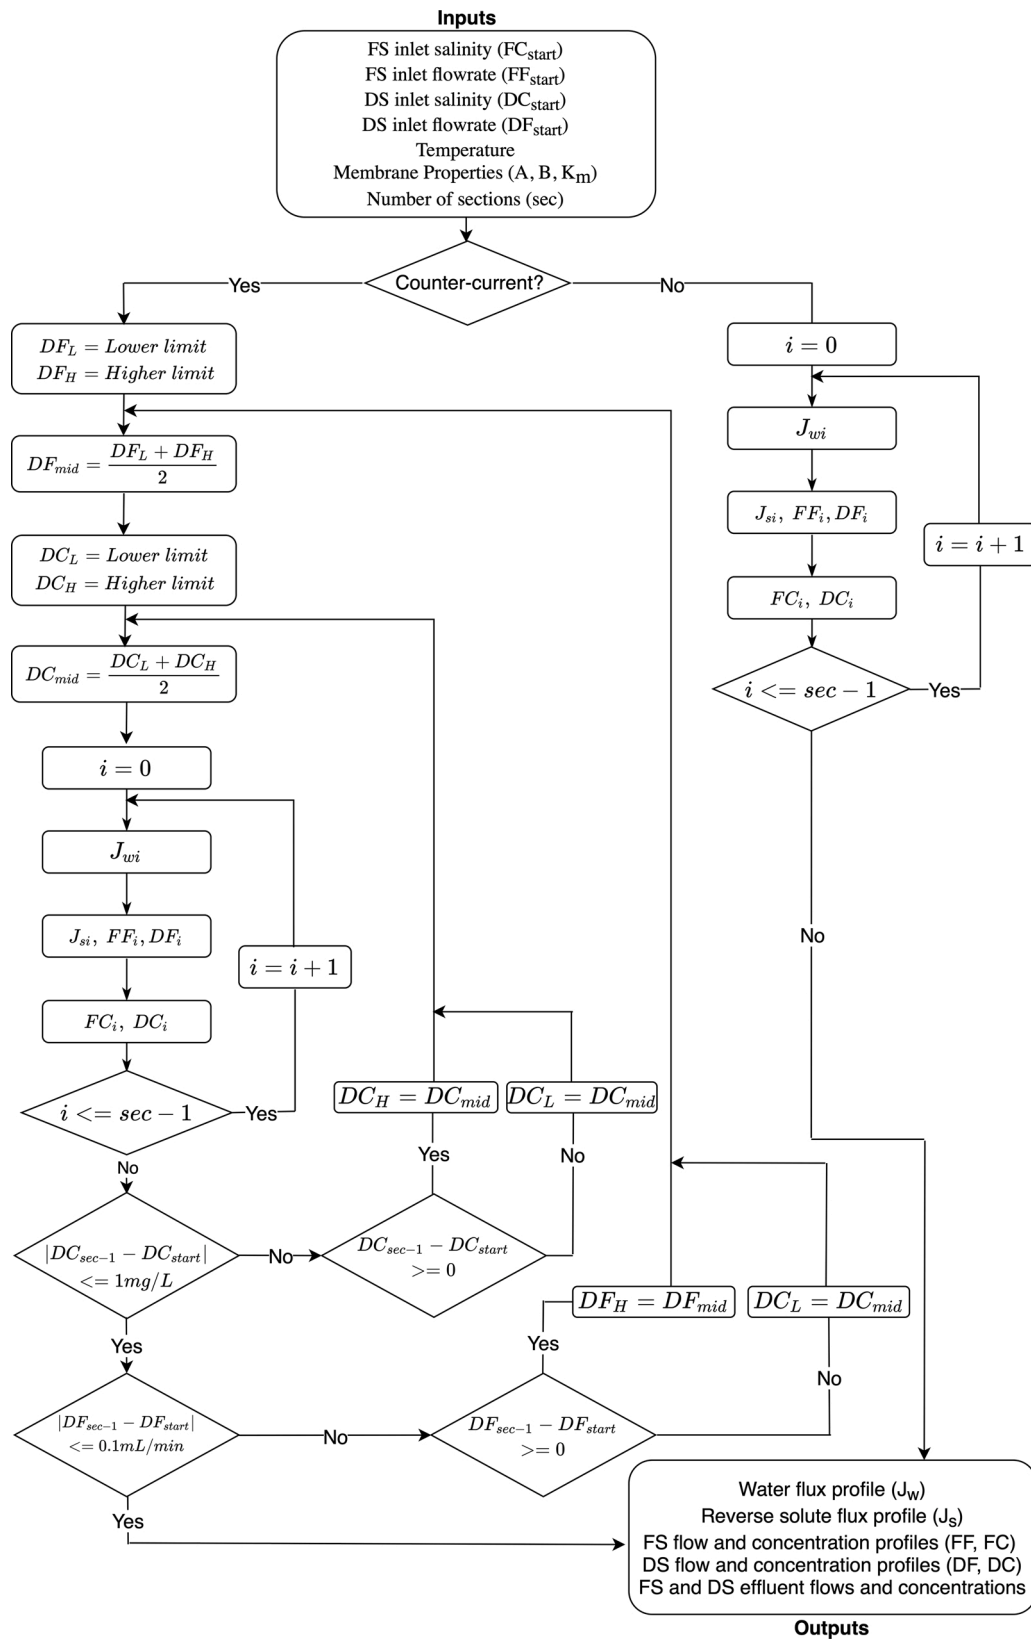 Inputs
FS inlet salinity (FC_start)
FS inlet flowrate (FF_start)
DS inlet salinity (DC_start)
DS inlet flowrate (DF_start)
Temperature
Membrane Properties (A, B, K_m)
Number of sections (sec)
Counter-current?
Yes
No
DF_L = Lower limit
DF_H = Higher limit
DF_mid = (DF_L + DF_H) / 2
DC_L = Lower limit
DC_H = Higher limit
DC_mid = (DC_L + DC_H) / 2
i = 0
J_wi
J_si, FF_i, DF_i
i = i + 1
FC_i, DC_i
i <= sec − 1
Yes
No
|DC_sec−1 − DC_start|
<= 1mg/L
No
DC_sec−1 − DC_start
>= 0
Yes
DC_H = DC_mid
No
DC_L = DC_mid
Yes
|DF_sec−1 − DF_start|
<= 0.1mL/min
No
DF_sec−1 − DF_start
>= 0
Yes
DF_H = DF_mid
No
DC_L = DC_mid
Yes
i = 0
J_wi
J_si, FF_i, DF_i
i = i + 1
FC_i, DC_i
i <= sec − 1
Yes
No
Water flux profile (J_w)
Reverse solute flux profile (J_s)
FS flow and concentration profiles (FF, FC)
DS flow and concentration profiles (DF, DC)
FS and DS effluent flows and concentrations
Outputs